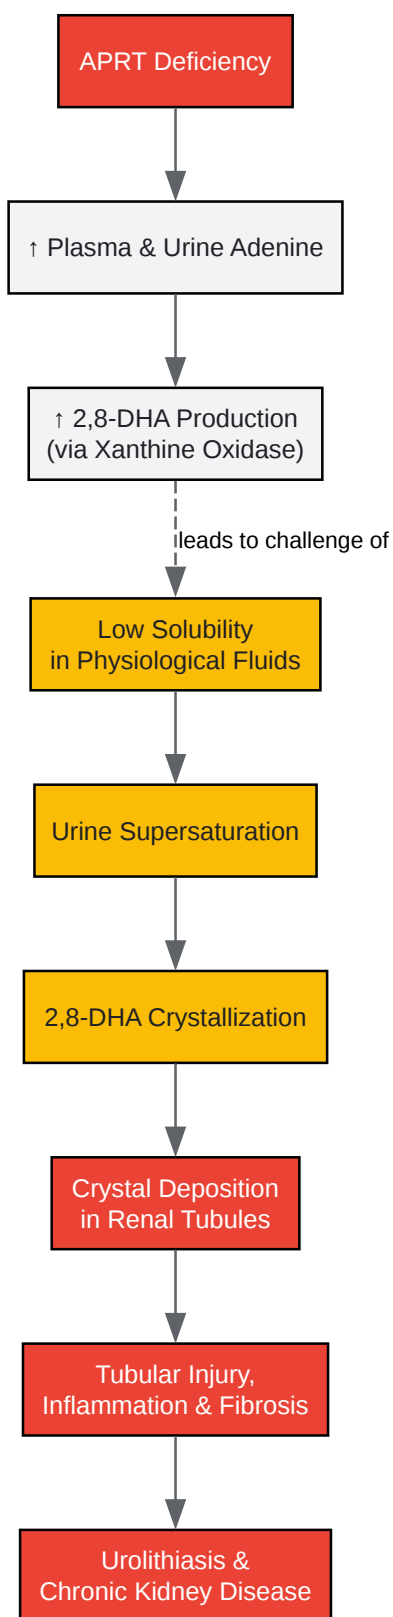 APRT Deficiency
↑ Plasma & Urine Adenine
↑ 2,8-DHA Production
(via Xanthine Oxidase)
leads to challenge of
Low Solubility
in Physiological Fluids
Urine Supersaturation
2,8-DHA Crystallization
Crystal Deposition
in Renal Tubules
Tubular Injury,
Inflammation & Fibrosis
Urolithiasis &
Chronic Kidney Disease